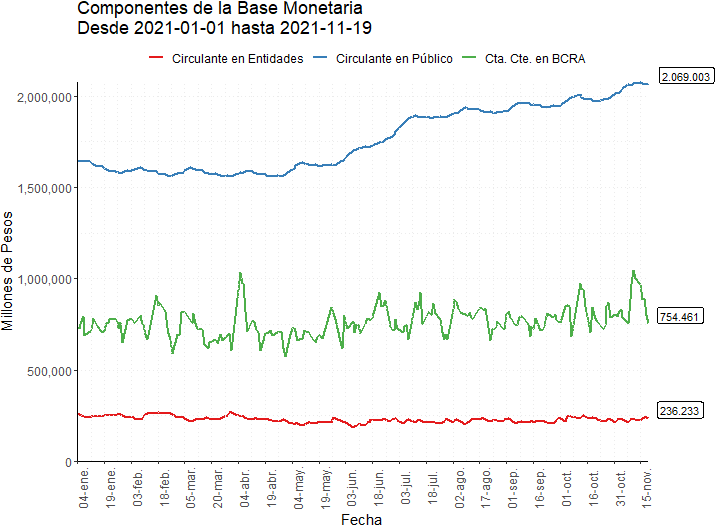 Componentes de la Base Monetaria
Desde 2021-01-01 hasta 2021-11-19
Circulante en Entidades Circulante en Público Cta. Cte. en BCRA
Millones de Pesos
2,000,000
1,500,000
1,000,000
500,000
0
2.069.003
754.461
236.233
04-ene.
19-ene.
03-feb.
18-feb.
05-mar.
20-mar.
04-abr.
19-abr.
04-may.
19-may.
03-jun.
18-jun.
03-jul.
18-jul.
02-ago.
17-ago.
01-sep.
16-sep.
01-oct.
16-oct.
31-oct.
15-nov.
Fecha